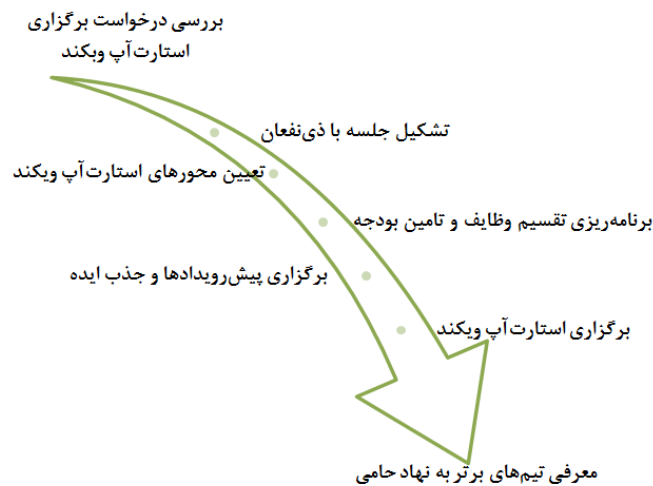 بررسی درخواست برگزاری
استارت‌آپ وبکند
تشکیل جلسه با ذی‌نفعان
تعیین محورهای استارت‌آپ ویکند
برنامه‌ریزی تقسیم وظایف و تامین بودجه
برگزاری پیش‌رویدادها و جذب ایده
برگزاری استارت‌آپ ویکند
معرفی تیم‌های برتر به نهاد حامی